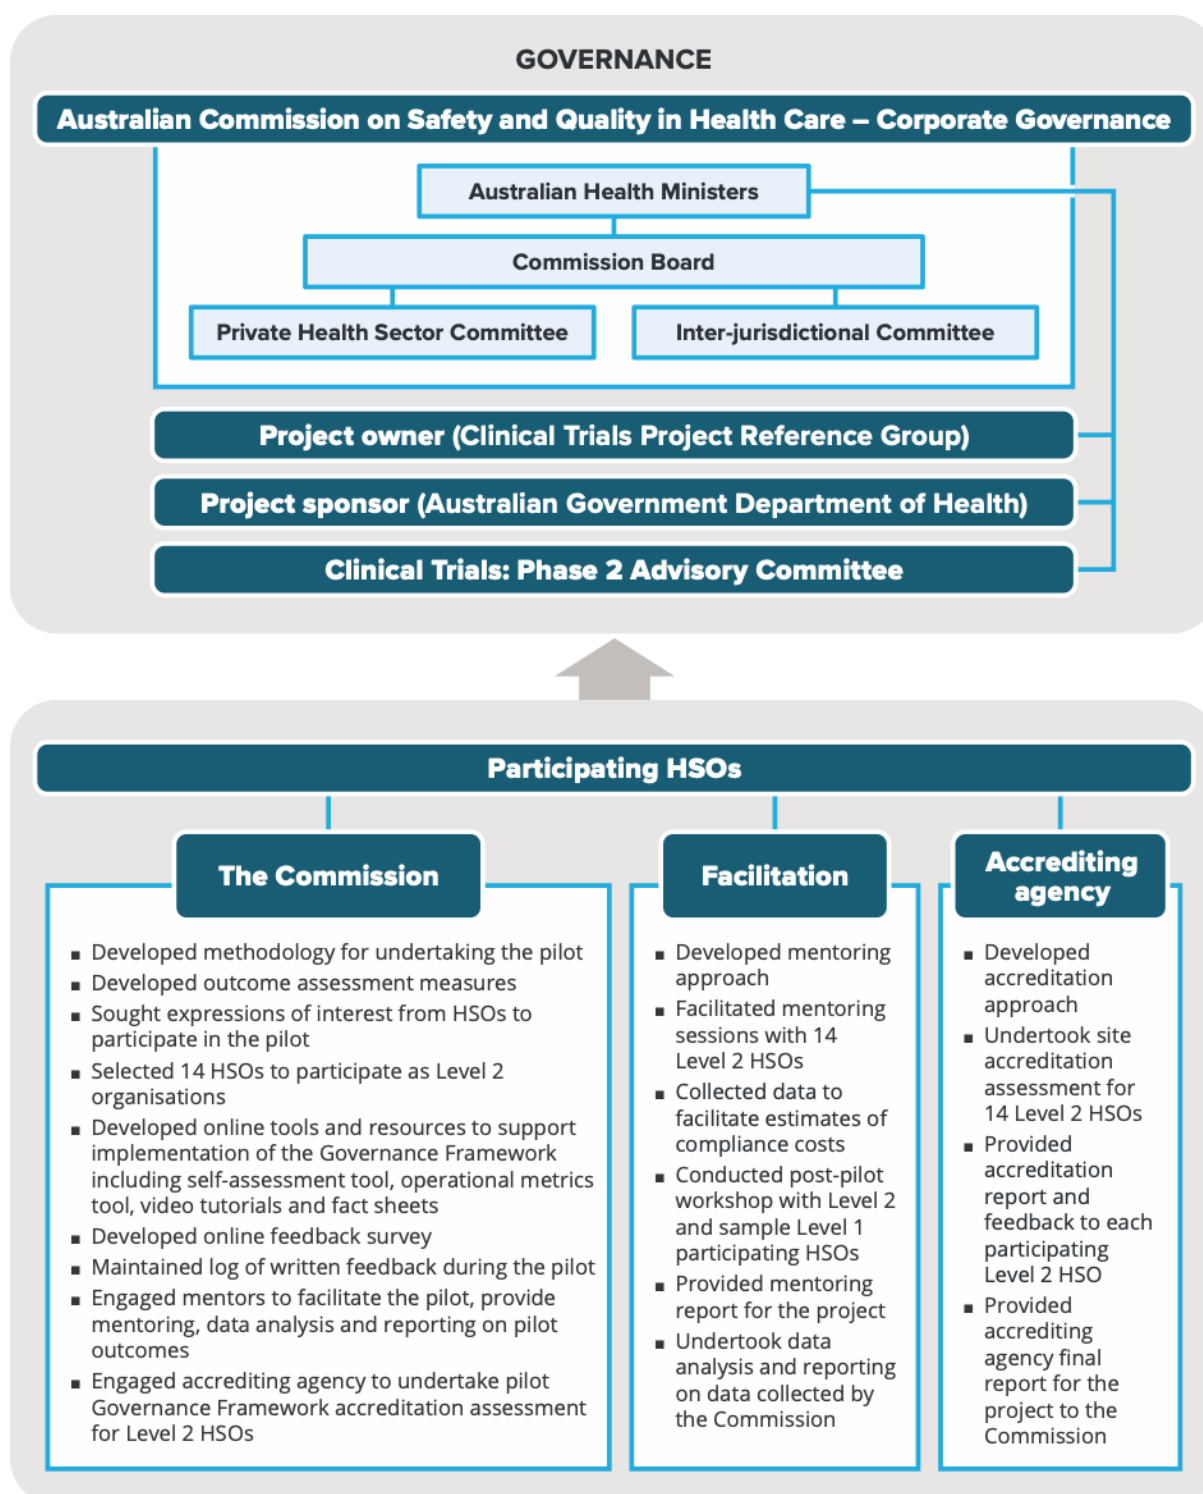 GOVERNANCE
Australian Commission on Safety and Quality in Health Care – Corporate Governance
Australian Health Ministers
Commission Board
Private Health Sector Committee
Inter-jurisdictional Committee
Project owner (Clinical Trials Project Reference Group)
Project sponsor (Australian Government Department of Health)
Clinical Trials: Phase 2 Advisory Committee
Participating HSOs
The Commission
▪ Developed methodology for undertaking the pilot
▪ Developed outcome assessment measures
▪ Sought expressions of interest from HSOs to
participate in the pilot
▪ Selected 14 HSOs to participate as Level 2
organisations
▪ Developed online tools and resources to support
implementation of the Governance Framework
including self-assessment tool, operational metrics
tool, video tutorials and fact sheets
▪ Developed online feedback survey
▪ Maintained log of written feedback during the pilot
▪ Engaged mentors to facilitate the pilot, provide
mentoring, data analysis and reporting on pilot
outcomes
▪ Engaged accrediting agency to undertake pilot
Governance Framework accreditation assessment
for Level 2 HSOs
Facilitation
▪ Developed mentoring
approach
▪ Facilitated mentoring
sessions with 14
Level 2 HSOs
▪ Collected data to
facilitate estimates of
compliance costs
▪ Conducted post-pilot
workshop with Level 2
and sample Level 1
participating HSOs
▪ Provided mentoring
report for the project
▪ Undertook data
analysis and reporting
on data collected by
the Commission
Accrediting
agency
▪ Developed
accreditation
approach
▪ Undertook site
accreditation
assessment for
14 Level 2 HSOs
▪ Provided
accreditation
report and
feedback to each
participating
Level 2 HSO
▪ Provided
accrediting
agency final
report for the
project to the
Commission